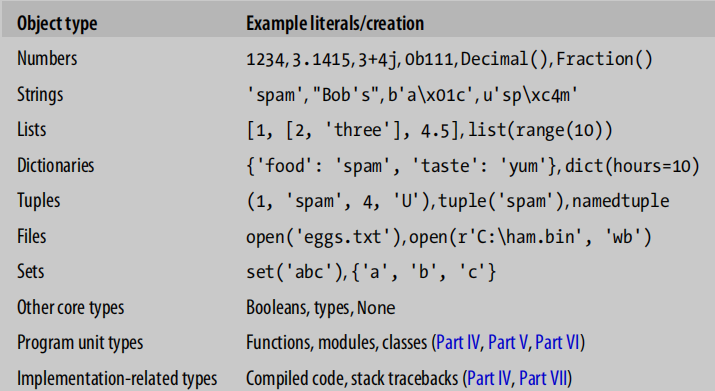 Object type Example literals/creation
Numbers 1234, 3.1415, 3+4j, 0b111, Decimal(), Fraction()
Strings 'spam', "Bob's", b'a\x01c', u'sp\xc4m'
Lists [1, [2, 'three'], 4.5], list(range(10))
Dictionaries {'food': 'spam', 'taste': 'yum'}, dict(hours=10)
Tuples (1, 'spam', 4, 'U'), tuple('spam'), namedtuple
Files open('eggs.txt'), open(r'C:\ham.bin', 'wb')
Sets set('abc'), {'a', 'b', 'c'}
Other core types Booleans, types, None
Program unit types Functions, modules, classes (Part IV, Part V, Part VI)
Implementation-related types Compiled code, stack tracebacks (Part IV, Part VII)